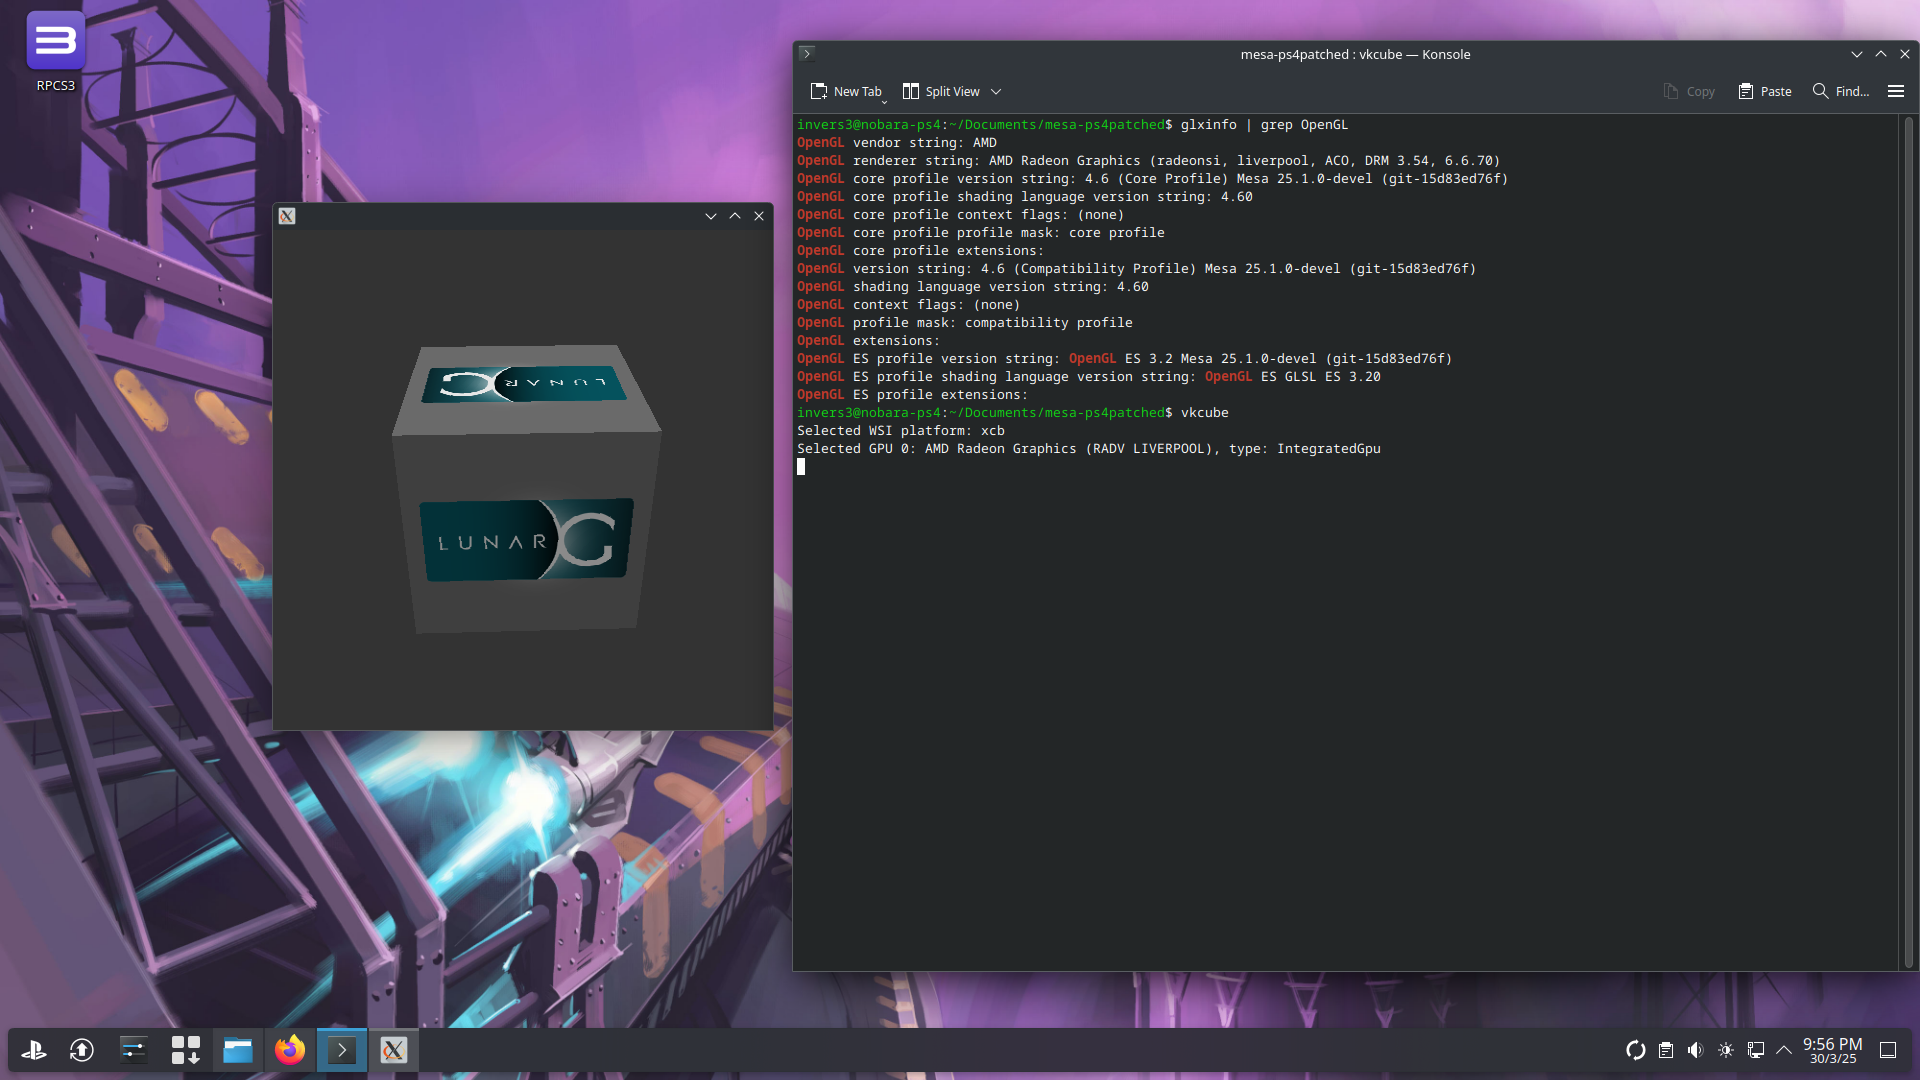 RPCS3
mesa-ps4patched : vkcube — Konsole
New Tab
Split View
Copy
Paste
Find...
invers3@nobara-ps4:~/Documents/mesa-ps4patched$ glxinfo | grep OpenGL
OpenGL vendor string: AMD
OpenGL renderer string: AMD Radeon Graphics (radeonsi, liverpool, ACO, DRM 3.54, 6.6.70)
OpenGL core profile version string: 4.6 (Core Profile) Mesa 25.1.0-devel (git-15d83ed76f)
OpenGL core profile shading language version string: 4.60
OpenGL core profile context flags: (none)
OpenGL core profile profile mask: core profile
OpenGL core profile extensions:
OpenGL version string: 4.6 (Compatibility Profile) Mesa 25.1.0-devel (git-15d83ed76f)
OpenGL shading language version string: 4.60
OpenGL context flags: (none)
OpenGL profile mask: compatibility profile
OpenGL extensions:
OpenGL ES profile version string: OpenGL ES 3.2 Mesa 25.1.0-devel (git-15d83ed76f)
OpenGL ES profile shading language version string: OpenGL ES GLSL ES 3.20
OpenGL ES profile extensions:
invers3@nobara-ps4:~/Documents/mesa-ps4patched$ vkcube
Selected WSI platform: xcb
Selected GPU 0: AMD Radeon Graphics (RADV LIVERPOOL), type: IntegratedGpu
LUNAR G
LUNAR G
9:56 PM
30/3/25